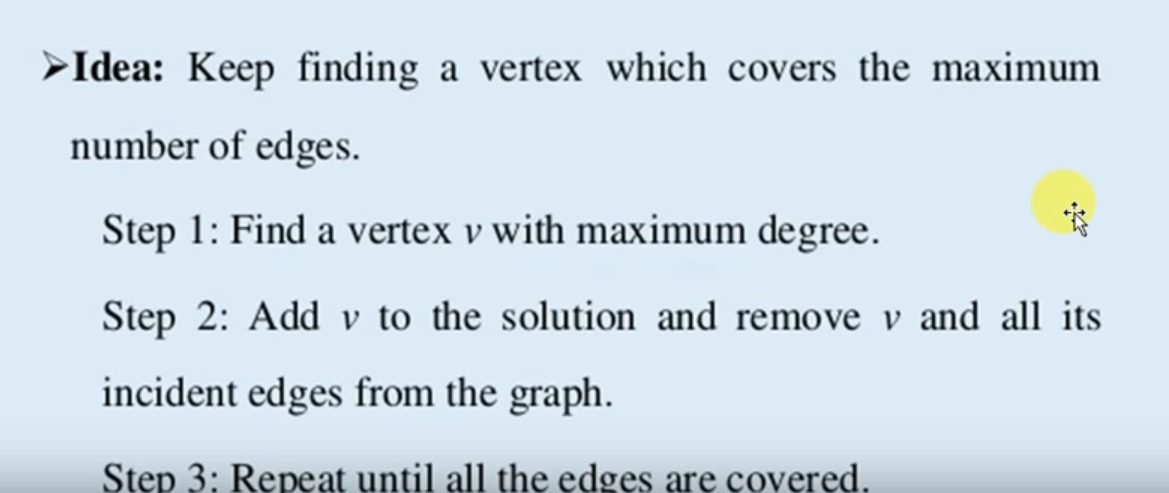 ➢Idea: Keep finding a vertex which covers the maximum
number of edges.
Step 1: Find a vertex v with maximum degree.
Step 2: Add v to the solution and remove v and all its
incident edges from the graph.
Step 3: Repeat until all the edges are covered.